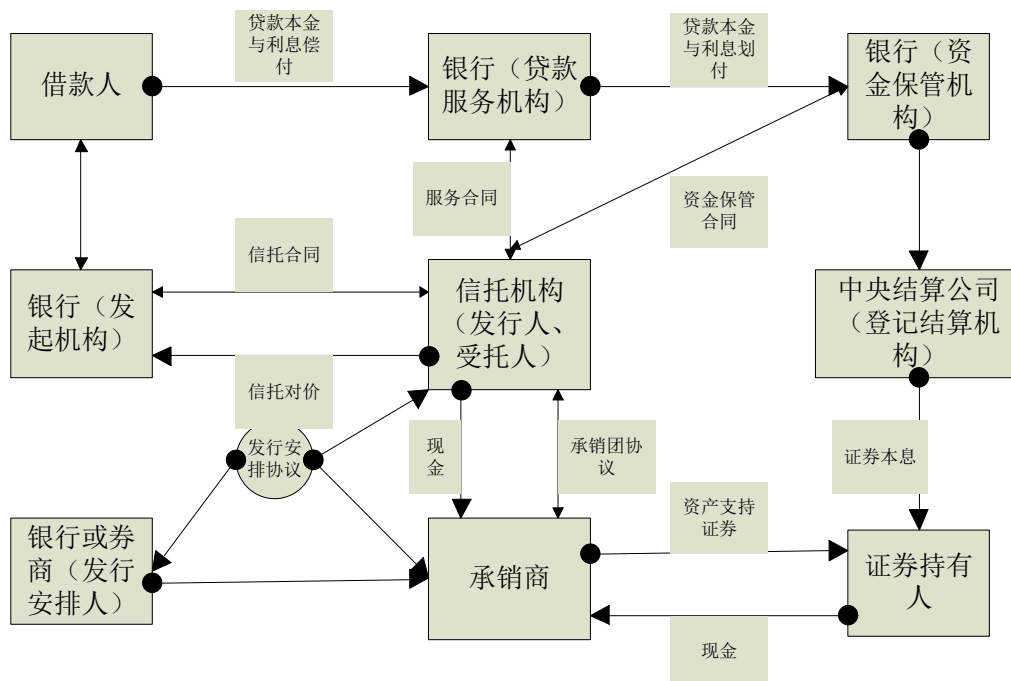 贷款本金
与利息偿
付
贷款本金
与利息划
付
借款人
银行（贷款
服务机构）
银行（资
金保管机
构）
服务合同
资金保管
合同
信托合同
银行（发
起机构）
信托机构
（发行人、
受托人）
中央结算公司
（登记结算机
构）
信托对价
发行安
排协议
现
金
承销团协
议
证券本息
银行或券
商（发行
安排人）
承销商
资产支持
证券
证券持有
人
现金